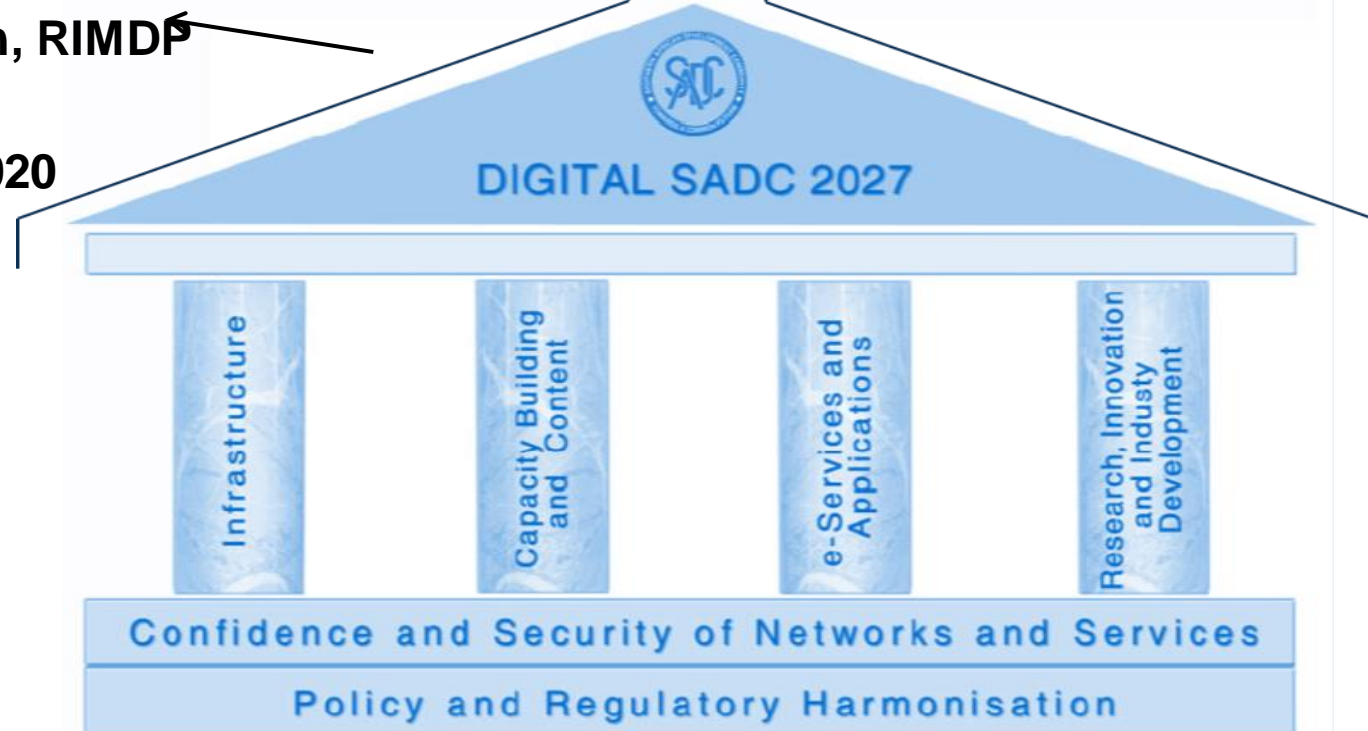 n, RIMDP
020
SADC
DIGITAL SADC 2027
Infrastructure
Capacity Building
and Content
e-Services and
Applications
Research, Innovation
and Industy
Development
Confidence and Security of Networks and Services
Policy and Regulatory Harmonisation